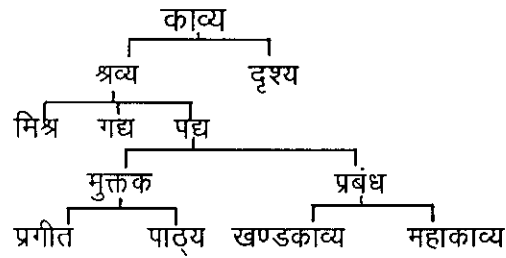 काव्य
श्रव्य दृश्य
मिश्र गद्य पद्य
मुक्तक प्रबंध
प्रगीत पाठ्य खण्डकाव्य महाकाव्य